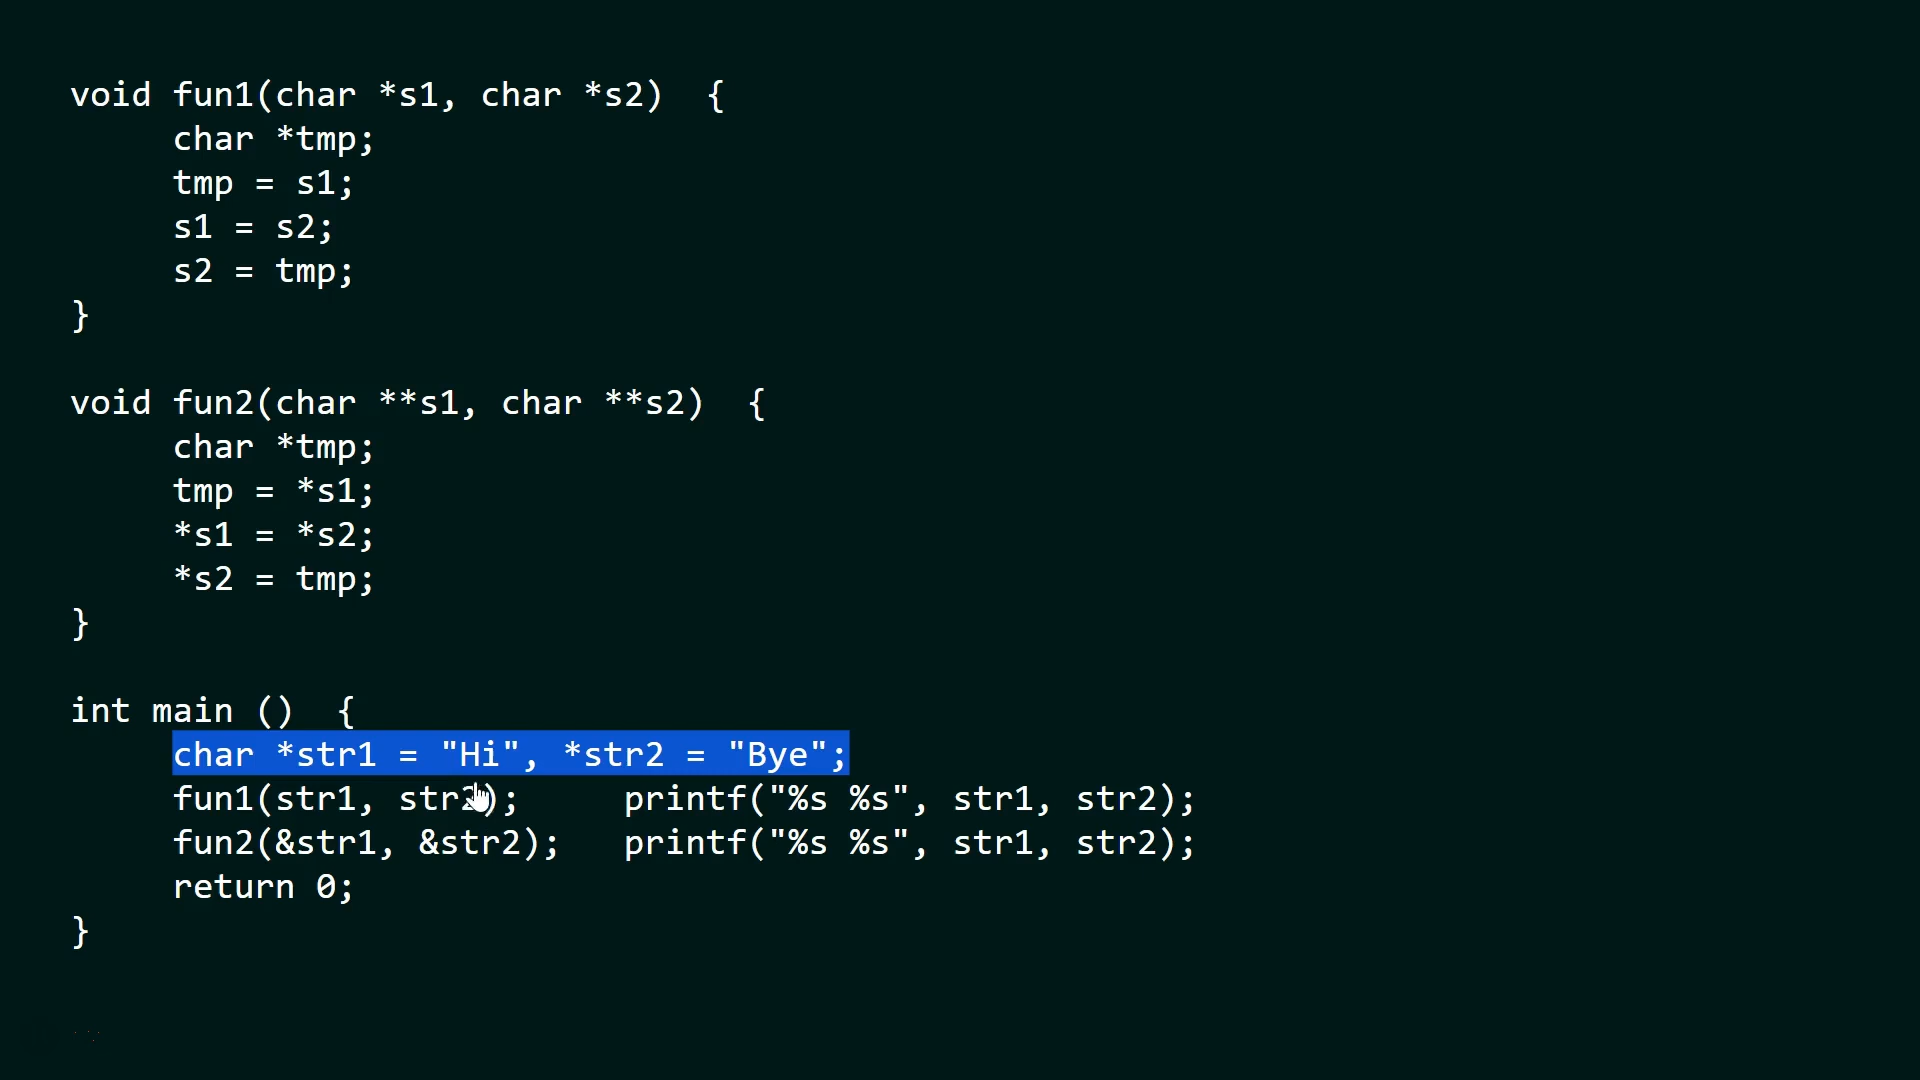 void fun1(char *s1, char *s2)  {
     char *tmp;
     tmp = s1;
     s1 = s2;
     s2 = tmp;
}

void fun2(char **s1, char **s2)  {
     char *tmp;
     tmp = *s1;
     *s1 = *s2;
     *s2 = tmp;
}

int main ()  {
     char *str1 = "Hi", *str2 = "Bye";
     fun1(str1, str2);     printf("%s %s", str1, str2);
     fun2(&str1, &str2);   printf("%s %s", str1, str2);
     return 0;
}